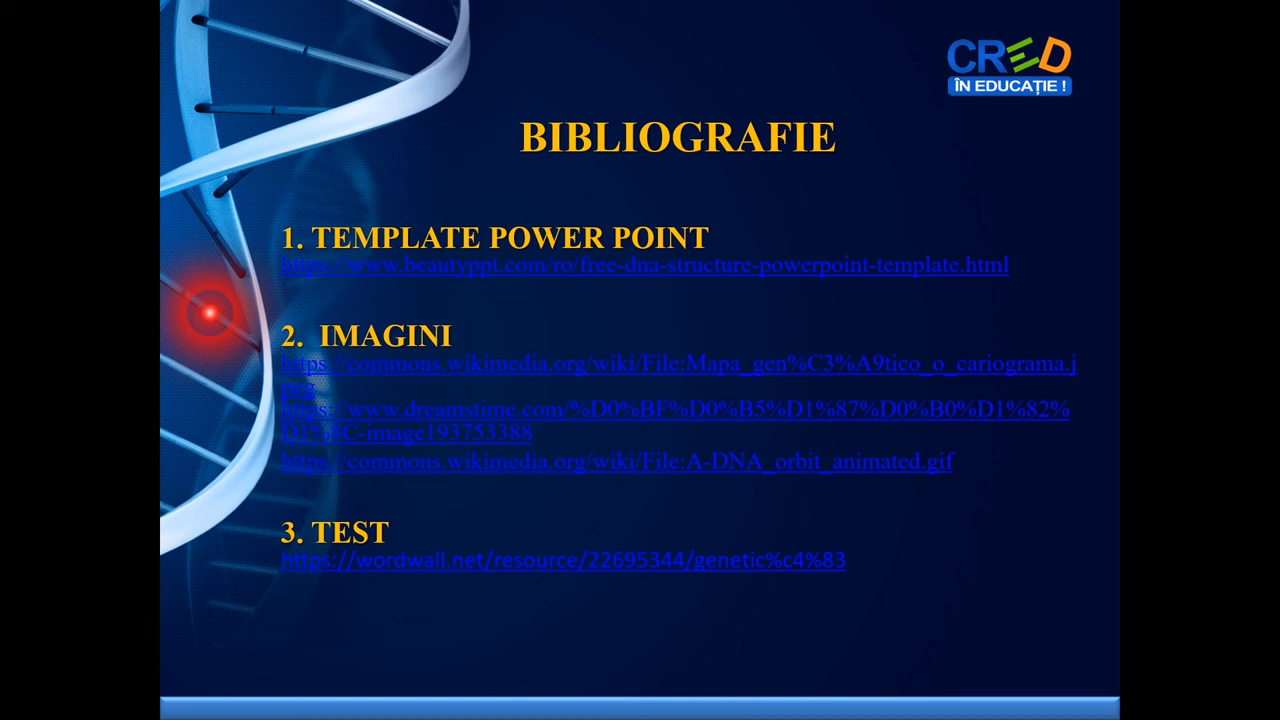 CRED
ÎN EDUCAȚIE !
BIBLIOGRAFIE
1. TEMPLATE POWER POINT
https://www.beautyppt.com/ro/free-dna-structure-powerpoint-template.html
2. IMAGINI
https://commons.wikimedia.org/wiki/File:Mapa_gen%C3%A9tico_o_cariograma.j
peg
https://www.dreamstime.com/%D0%BF%D0%B5%D1%87%D0%B0%D1%82%
D1%8C-image193753388
https://commons.wikimedia.org/wiki/File:A-DNA_orbit_animated.gif
3. TEST
https://wordwall.net/resource/22695344/genetic%c4%83